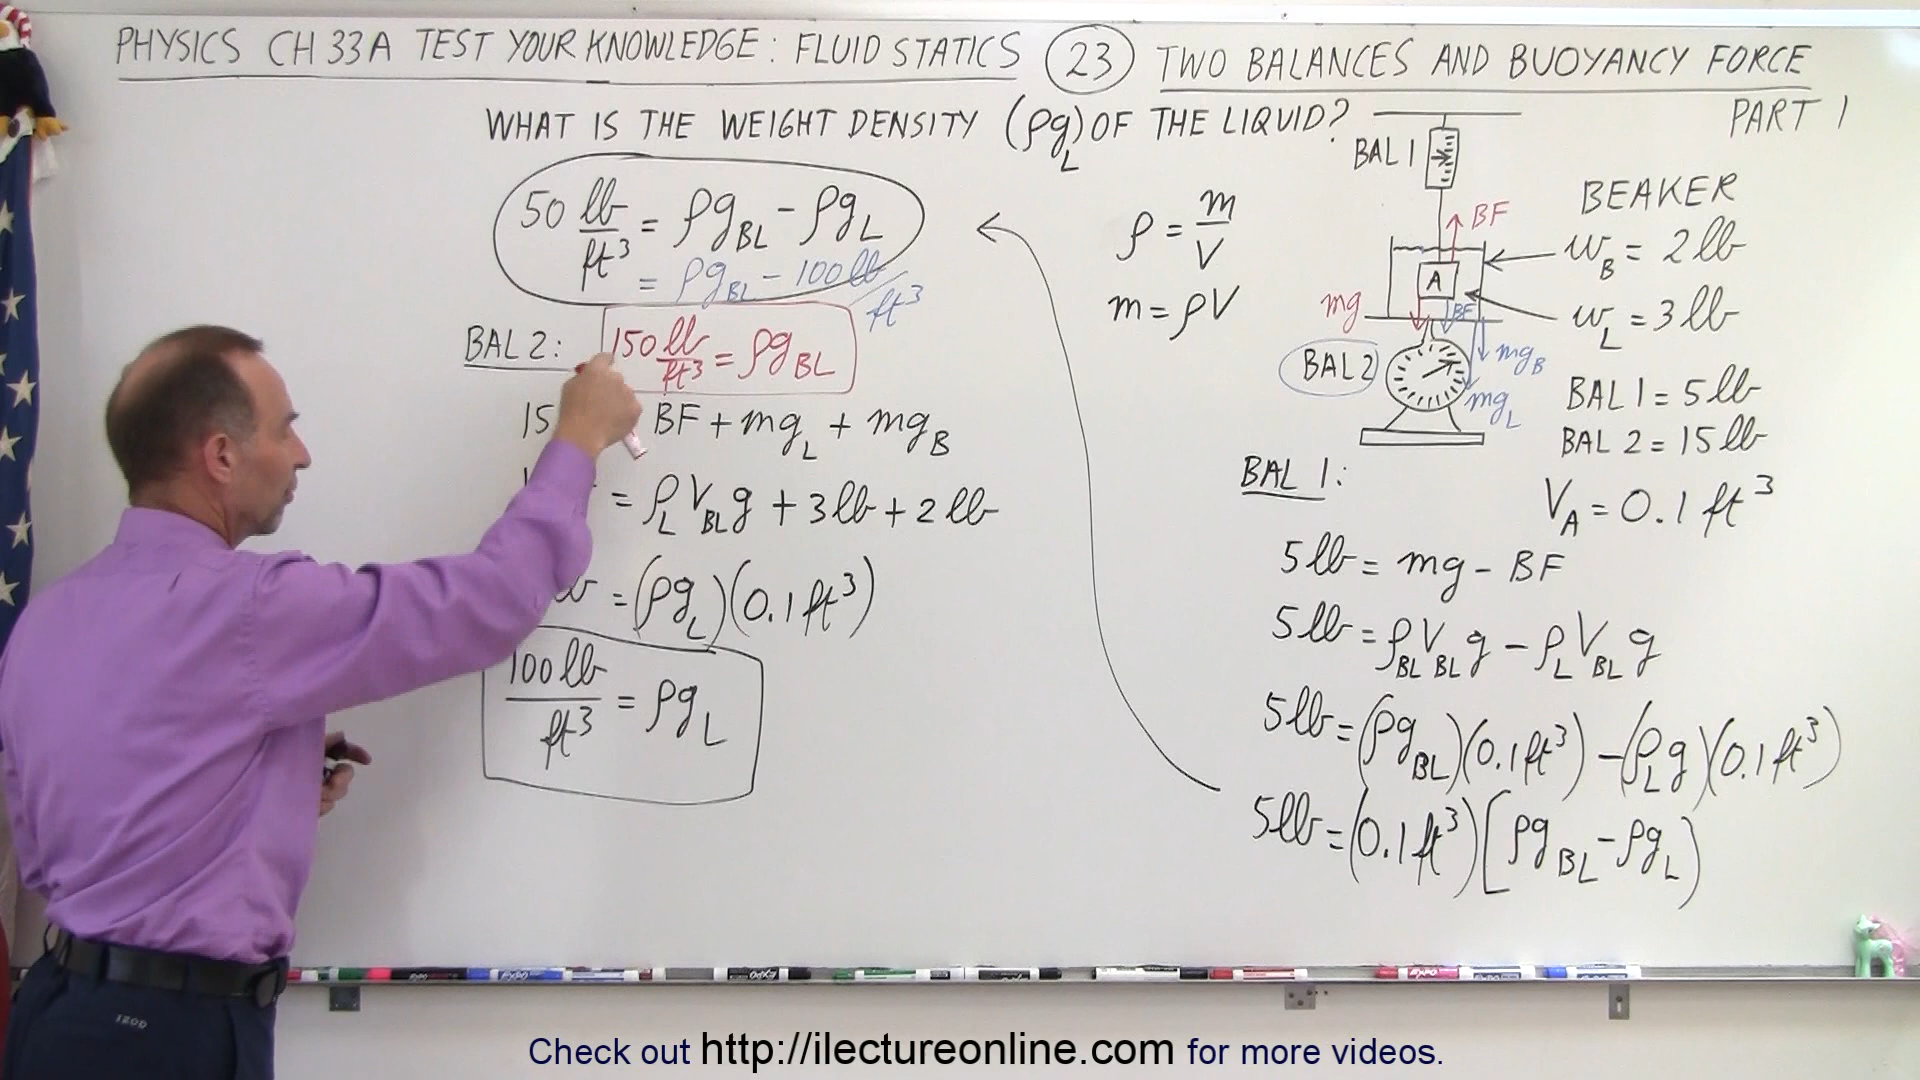 PHYSICS CH 33A TEST YOUR KNOWLEDGE: FLUID STATICS (23) TWO BALANCES AND BUOYANCY FORCE
PART 1
WHAT IS THE WEIGHT DENSITY (ρg)L OF THE LIQUID?
50 lb/ft³ = ρgBL - ρgL
= ρgBL - 100 lb/ft³
BAL 2: 150 lb/ft³ = ρgBL
15 BF + mgL + mgB
= ρL VBL g + 3 lb + 2 lb
= (ρgL)(0.1 ft³)
100 lb/ft³ = ρgL
ρ = m/V
m = ρV
BAL 1
BF
A
mg
BF
BAL 2
mgB
mgL
BEAKER
wB = 2 lb
wL = 3 lb
BAL 1 = 5 lb
BAL 2 = 15 lb
VA = 0.1 ft³
BAL 1:
5 lb = mg - BF
5 lb = ρBL VBL g - ρL VBL g
5 lb = (ρgBL)(0.1 ft³) - (ρL g)(0.1 ft³)
5 lb = (0.1 ft³)[ρgBL - ρgL)
EXPO
EXPO
EXPO
IZOD
Check out http://ilectureonline.com for more videos.